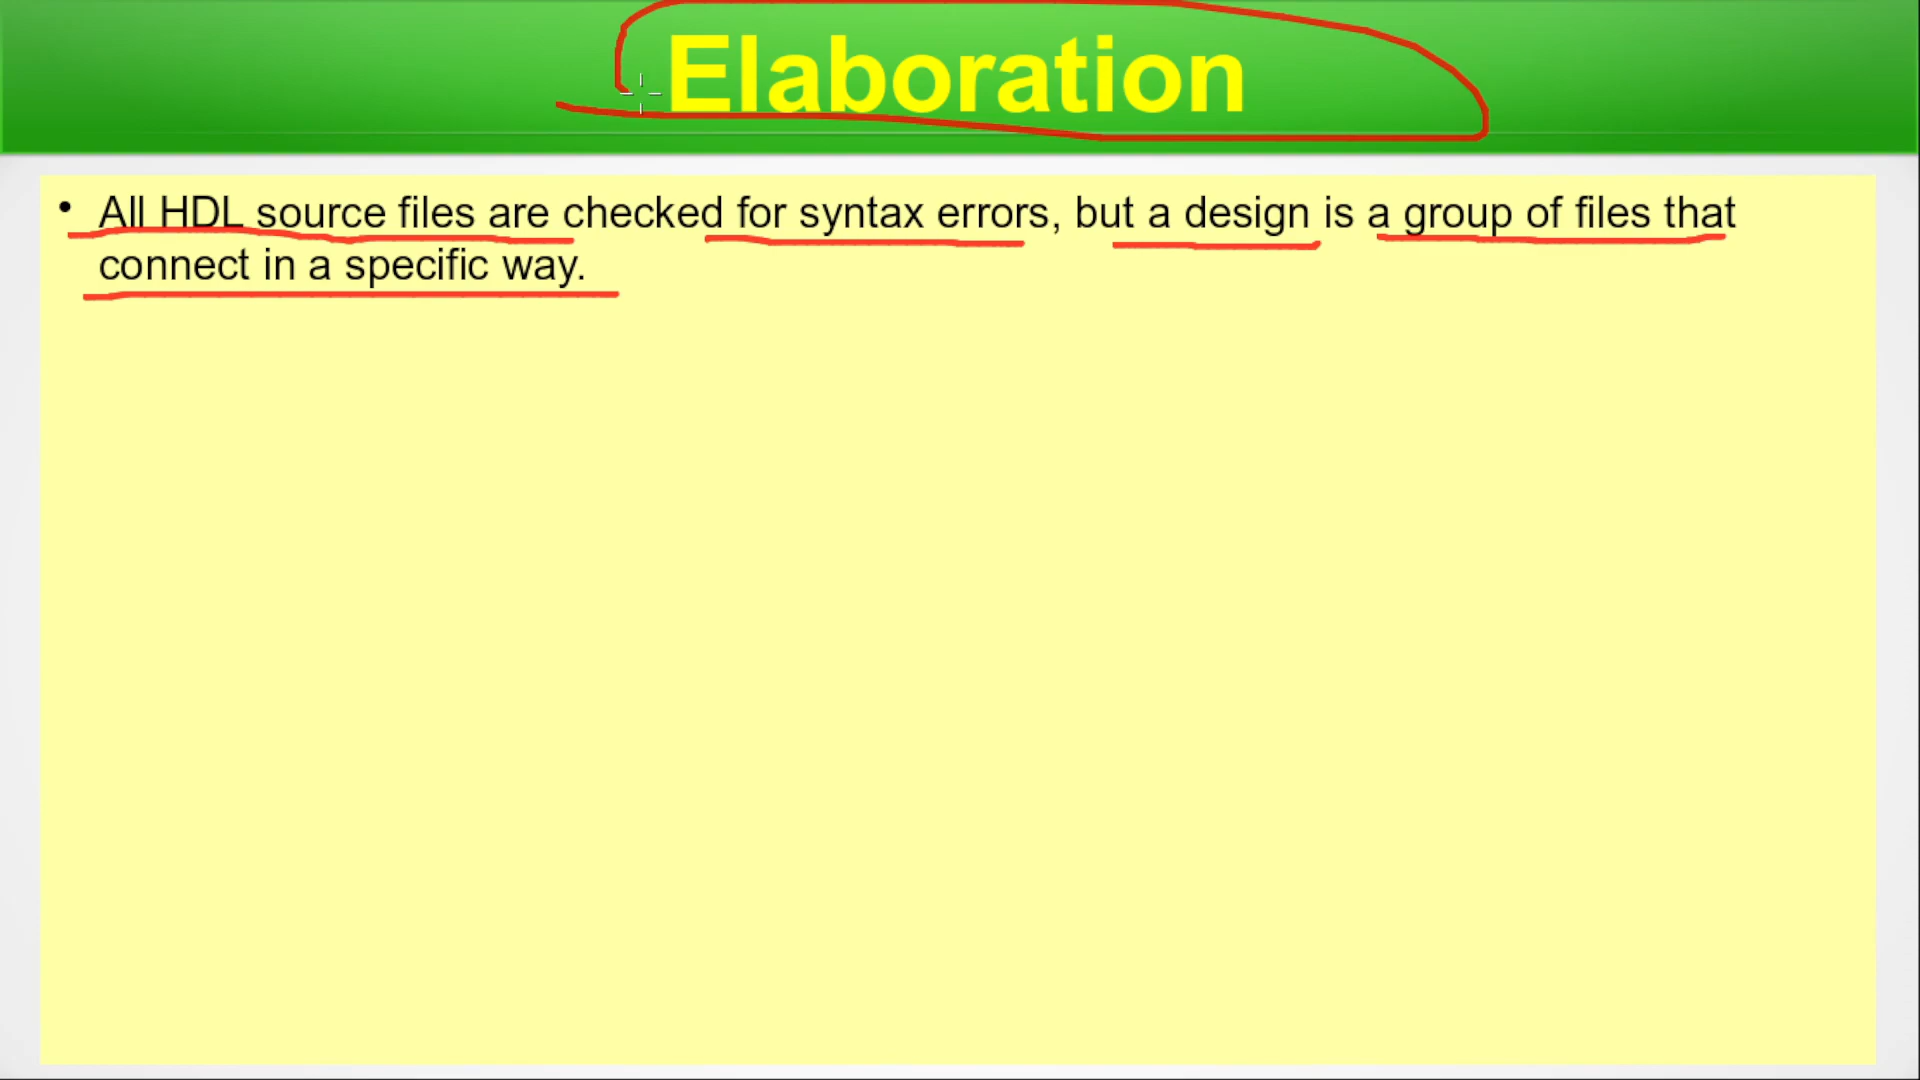 Elaboration
• All HDL source files are checked for syntax errors, but a design is a group of files that
connect in a specific way.